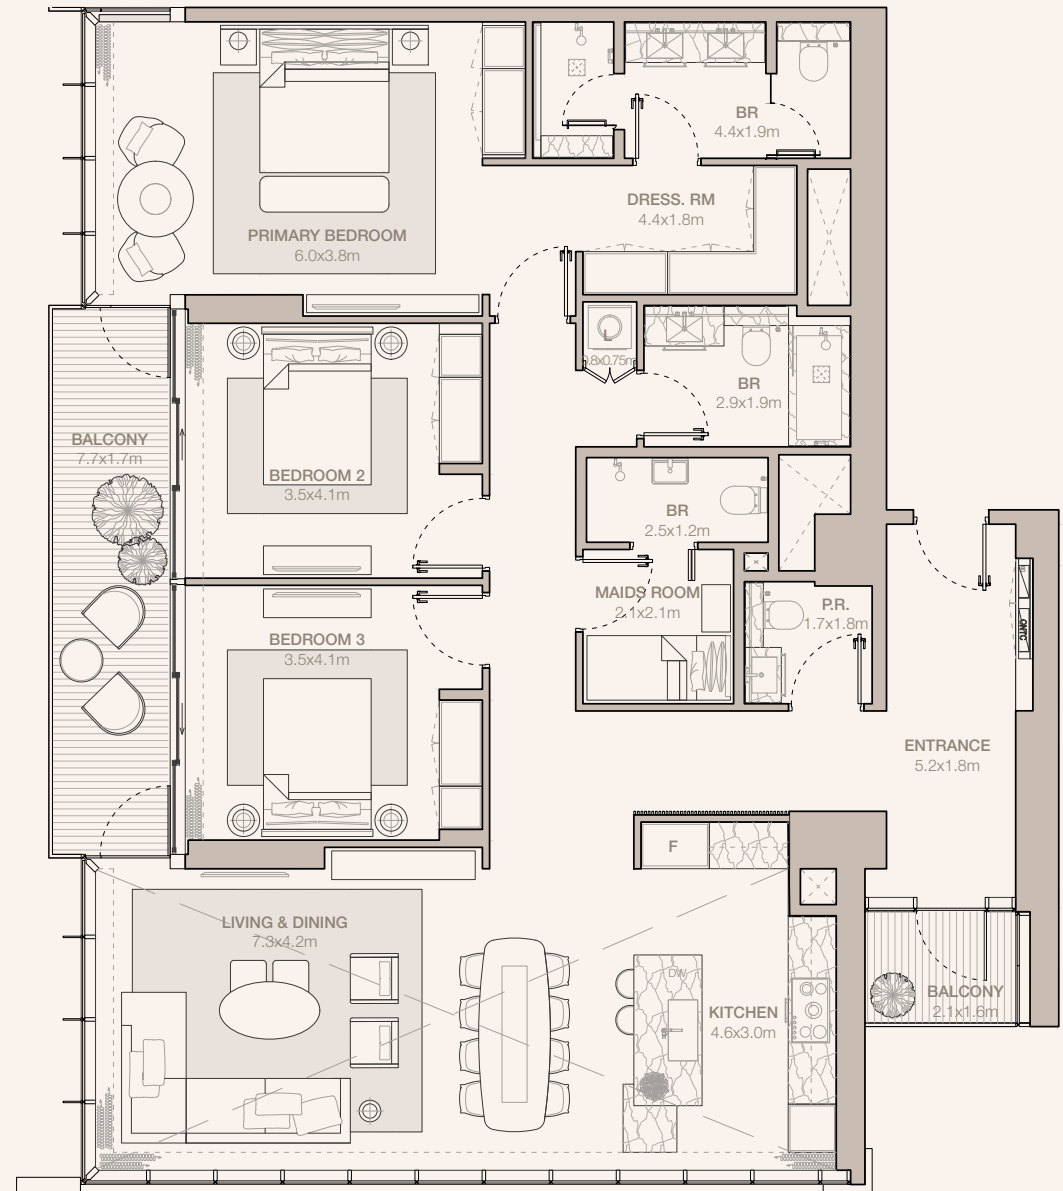 BR
4.4x1.9m
DRESS. RM
4.4x1.8m
PRIMARY BEDROOM
6.0x3.8m
0.8x0.75m
BR
2.9x1.9m
BALCONY
7.7x1.7m
BEDROOM 2
3.5x4.1m
BR
2.5x1.2m
MAIDS ROOM
2.1x2.1m
P.R.
1.7x1.8m
ONTC
BEDROOM 3
3.5x4.1m
ENTRANCE
5.2x1.8m
F
LIVING & DINING
7.3x4.2m
DW
KITCHEN
4.6x3.0m
BALCONY
2.1x1.6m